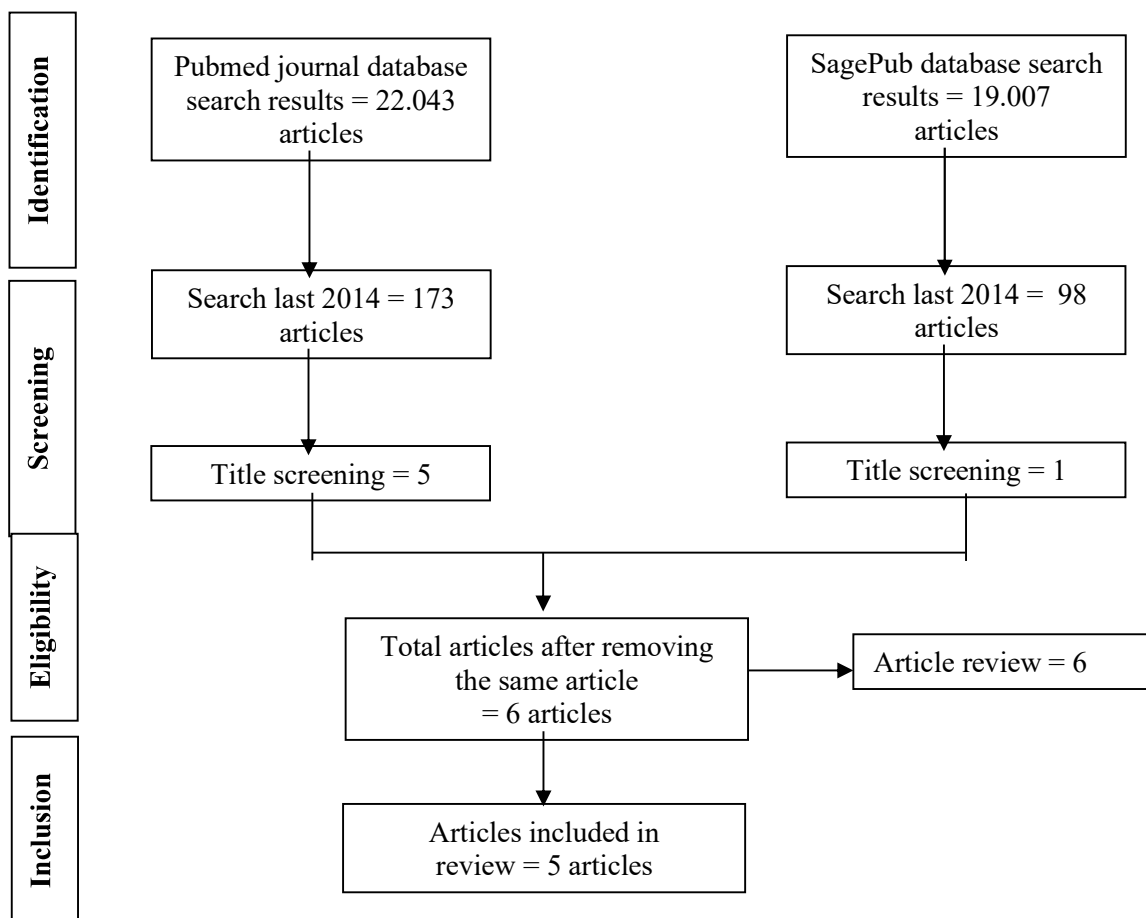 Identification
Pubmed journal database
search results = 22.043
articles
SagePub database search
results = 19.007
articles
Screening
Search last 2014 = 173
articles
Search last 2014 =  98
articles
Title screening = 5
Title screening = 1
Eligibility
Total articles after removing
the same article
= 6 articles
Article review = 6
Inclusion
Articles included in
review = 5 articles